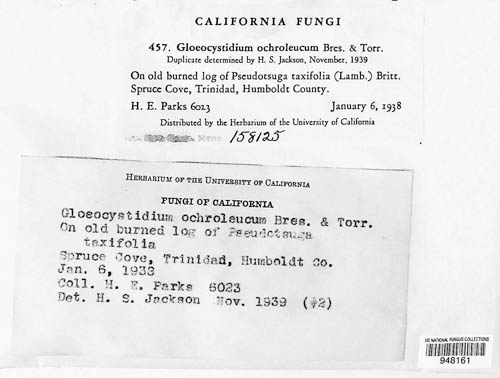 CALIFORNIA FUNGI
457. Gloeocystidium ochroleucum Bres. & Torr.
Duplicate determined by H. S. Jackson, November, 1939
On old burned log of Pseudotsuga taxifolia (Lamb.) Britt.
Spruce Cove, Trinidad, Humboldt County.
H. E. Parks 6023 January 6, 1938
Distributed by the Herbarium of the University of California
158125
HERBARIUM OF THE UNIVERSITY OF CALIFORNIA
FUNGI OF CALIFORNIA
Gloeocystidium ochroleucum Bres. & Torr.
On old burned log of Pseudotsuga
taxifolia
Spruce Cove, Trinidad, Humboldt Co.
Jan. 6, 1938
Coll. H. E. Parks 6023
Det. H. S. Jackson Nov. 1939 (#2)
US NATIONAL FUNGUS COLLECTIONS
948161